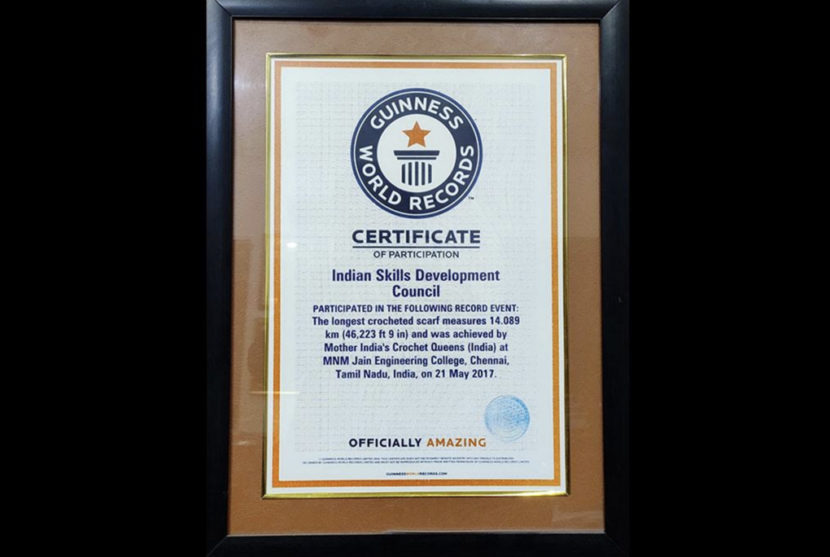 GUINNESS
WORLD RECORDS
TM
CERTIFICATE
OF PARTICIPATION
Indian Skills Development
Council
PARTICIPATED IN THE FOLLOWING RECORD EVENT:
The longest crocheted scarf measures 14.089
km (46,223 ft 9 in) and was achieved by
Mother India's Crochet Queens (India) at
MNM Jain Engineering College, Chennai,
Tamil Nadu, India, on 21 May 2017.
OFFICIALLY AMAZING
GUINNESSWORLDRECORDS.COM